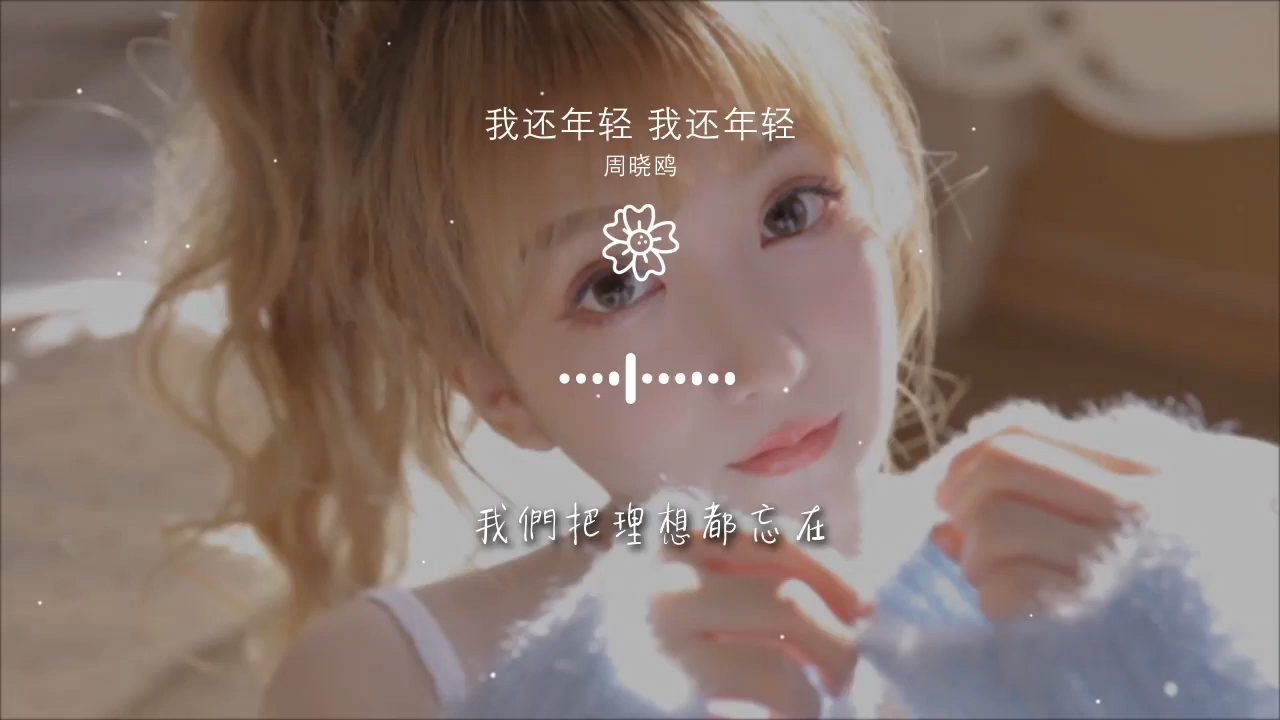 我还年轻 我还年轻
周晓鸥
我們把理想都忘在